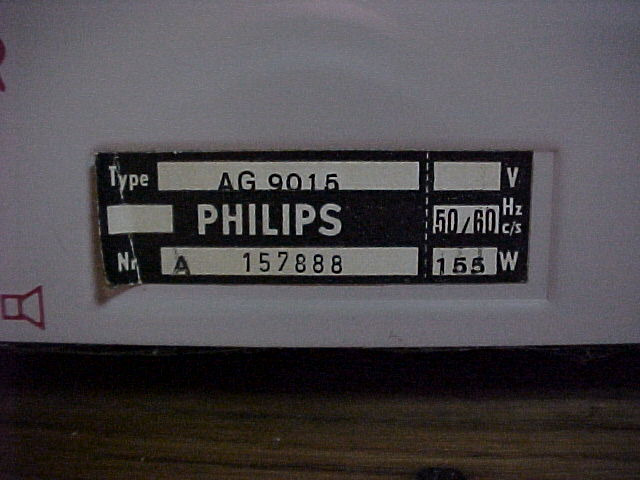 Type AG 9015 V
PHILIPS 50/60 Hz c/s
Nr A 157888 155 W